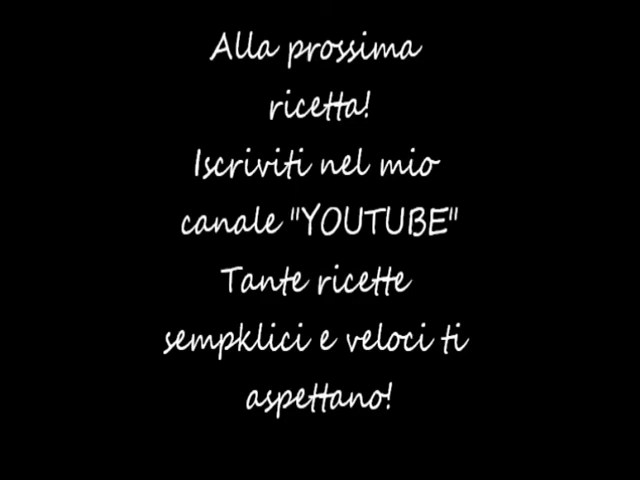 Alla prossima
ricetta!
Iscriviti nel mio
canale "YOUTUBE"
Tante ricette
sempklici e veloci ti
aspettano!